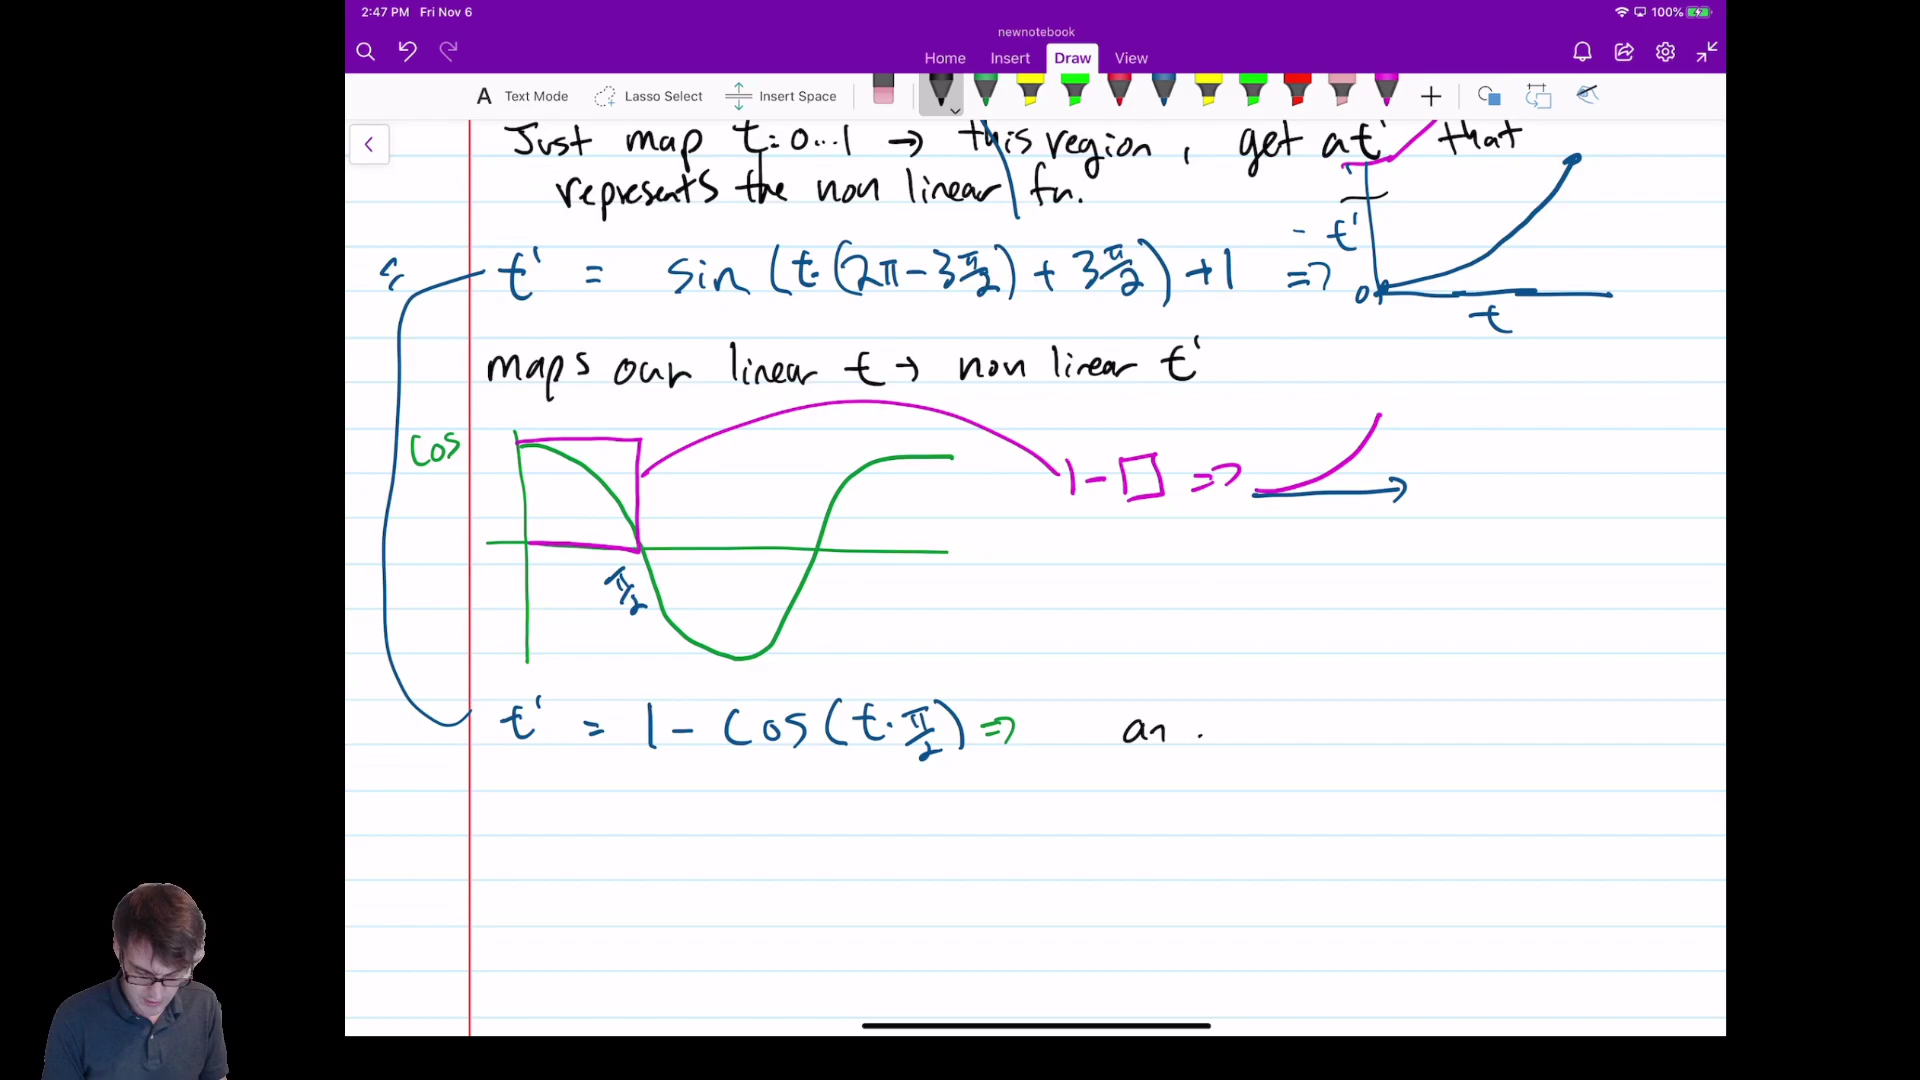 2:47 PM Fri Nov 6
100%
newnotebook
Home Insert Draw View
A Text Mode Lasso Select Insert Space
Just map t: 0...1 → this region, get a t' that
represents the non linear fn.
t' = sin (t·(2π - 3π/2) + 3π/2) + 1 =>
t'
0
t
maps our linear t → non linear t'
cos
1 - □ =>
π/2
t' = 1 - cos(t·π/2) => an